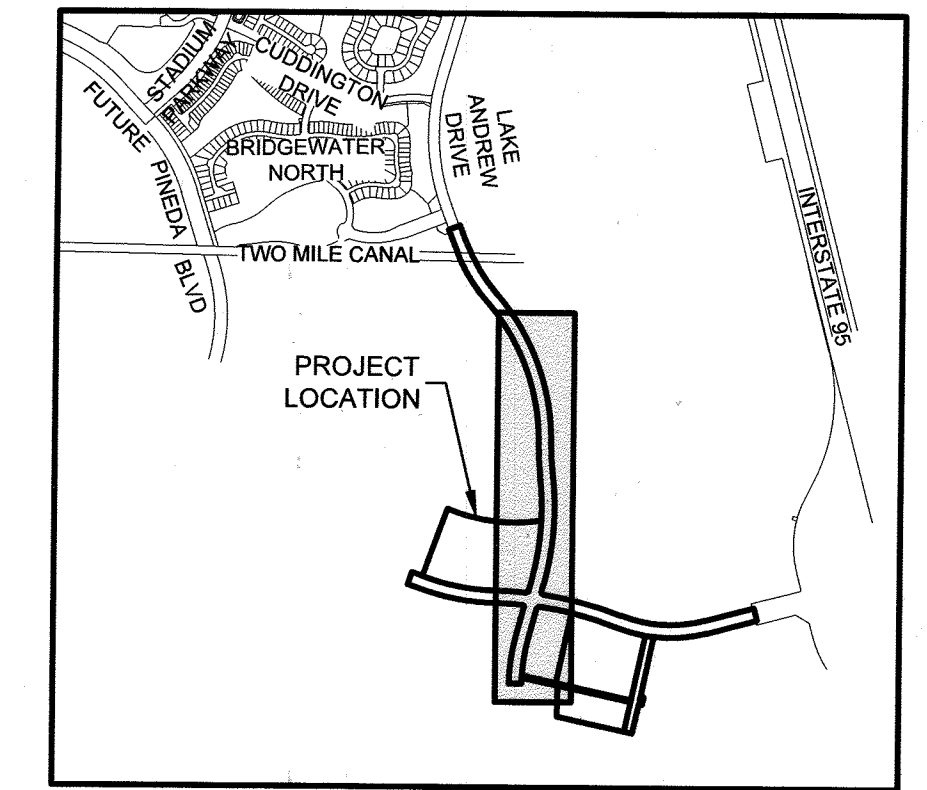 STADIUM
PARKWAY
CUDDINGTON
DRIVE
FUTURE PINEDA BLVD
BRIDGEWATER
NORTH
LAKE
ANDREW
DRIVE
INTERSTATE 95
TWO MILE CANAL
PROJECT
LOCATION